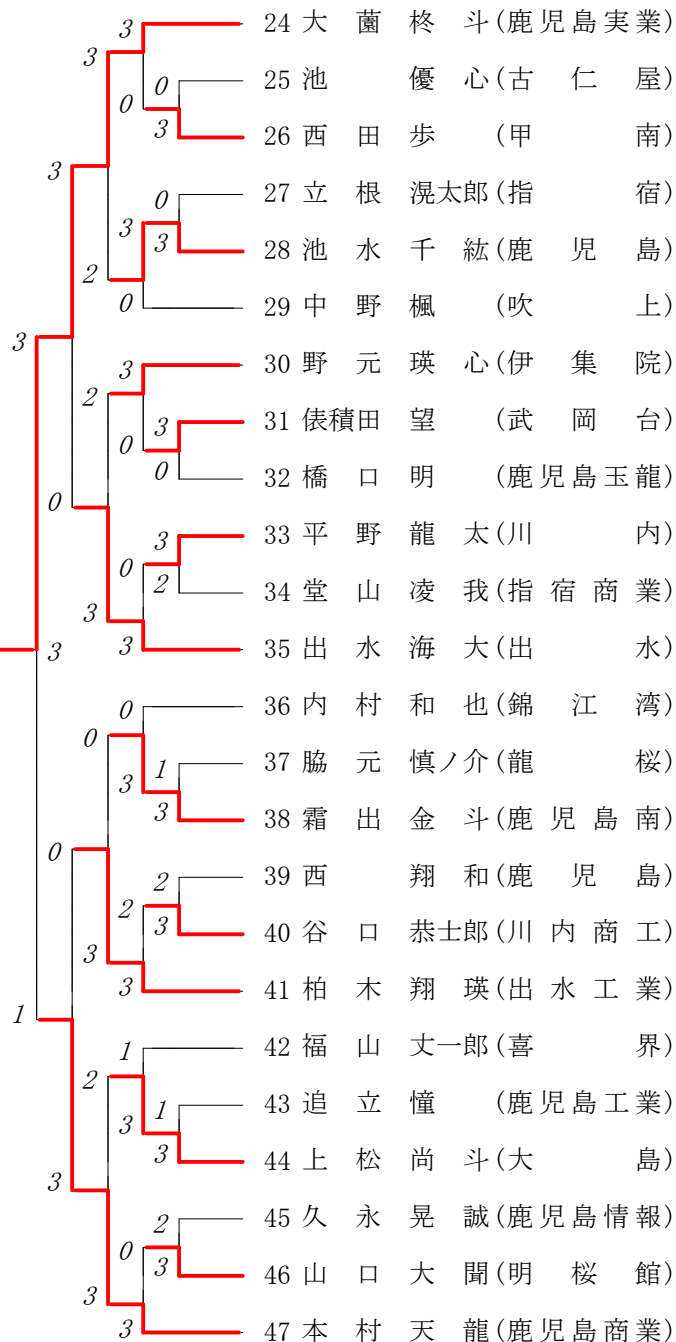 3 24 大薗柊斗(鹿児島実業)
3
0 0 25 池優心(古仁屋)
3 26 西田歩(甲南)
3
0 27 立根滉太郎(指宿)
3 3 28 池水千紘(鹿児島)
2
0 29 中野楓(吹上)
3
3 30 野元瑛心(伊集院)
2
3 31 俵積田望(武岡台)
0 0 32 橋口明(鹿児島玉龍)
0
3 33 平野龍太(川内)
0 2 34 堂山凌我(指宿商業)
3
3 3 35 出水海大(出水)
0 36 内村和也(錦江湾)
0
3 1 37 脇元慎ノ介(龍桜)
3 38 霜出金斗(鹿児島南)
0
2 39 西翔和(鹿児島)
2 3 40 谷口恭士郎(川内商工)
3
3 41 柏木翔瑛(出水工業)
1
1 42 福山丈一郎(喜界)
2
3 1 43 追立憧(鹿児島工業)
3 44 上松尚斗(大島)
3
2 45 久永晃誠(鹿児島情報)
0 3 46 山口大聞(明桜館)
3
3 47 本村天龍(鹿児島商業)